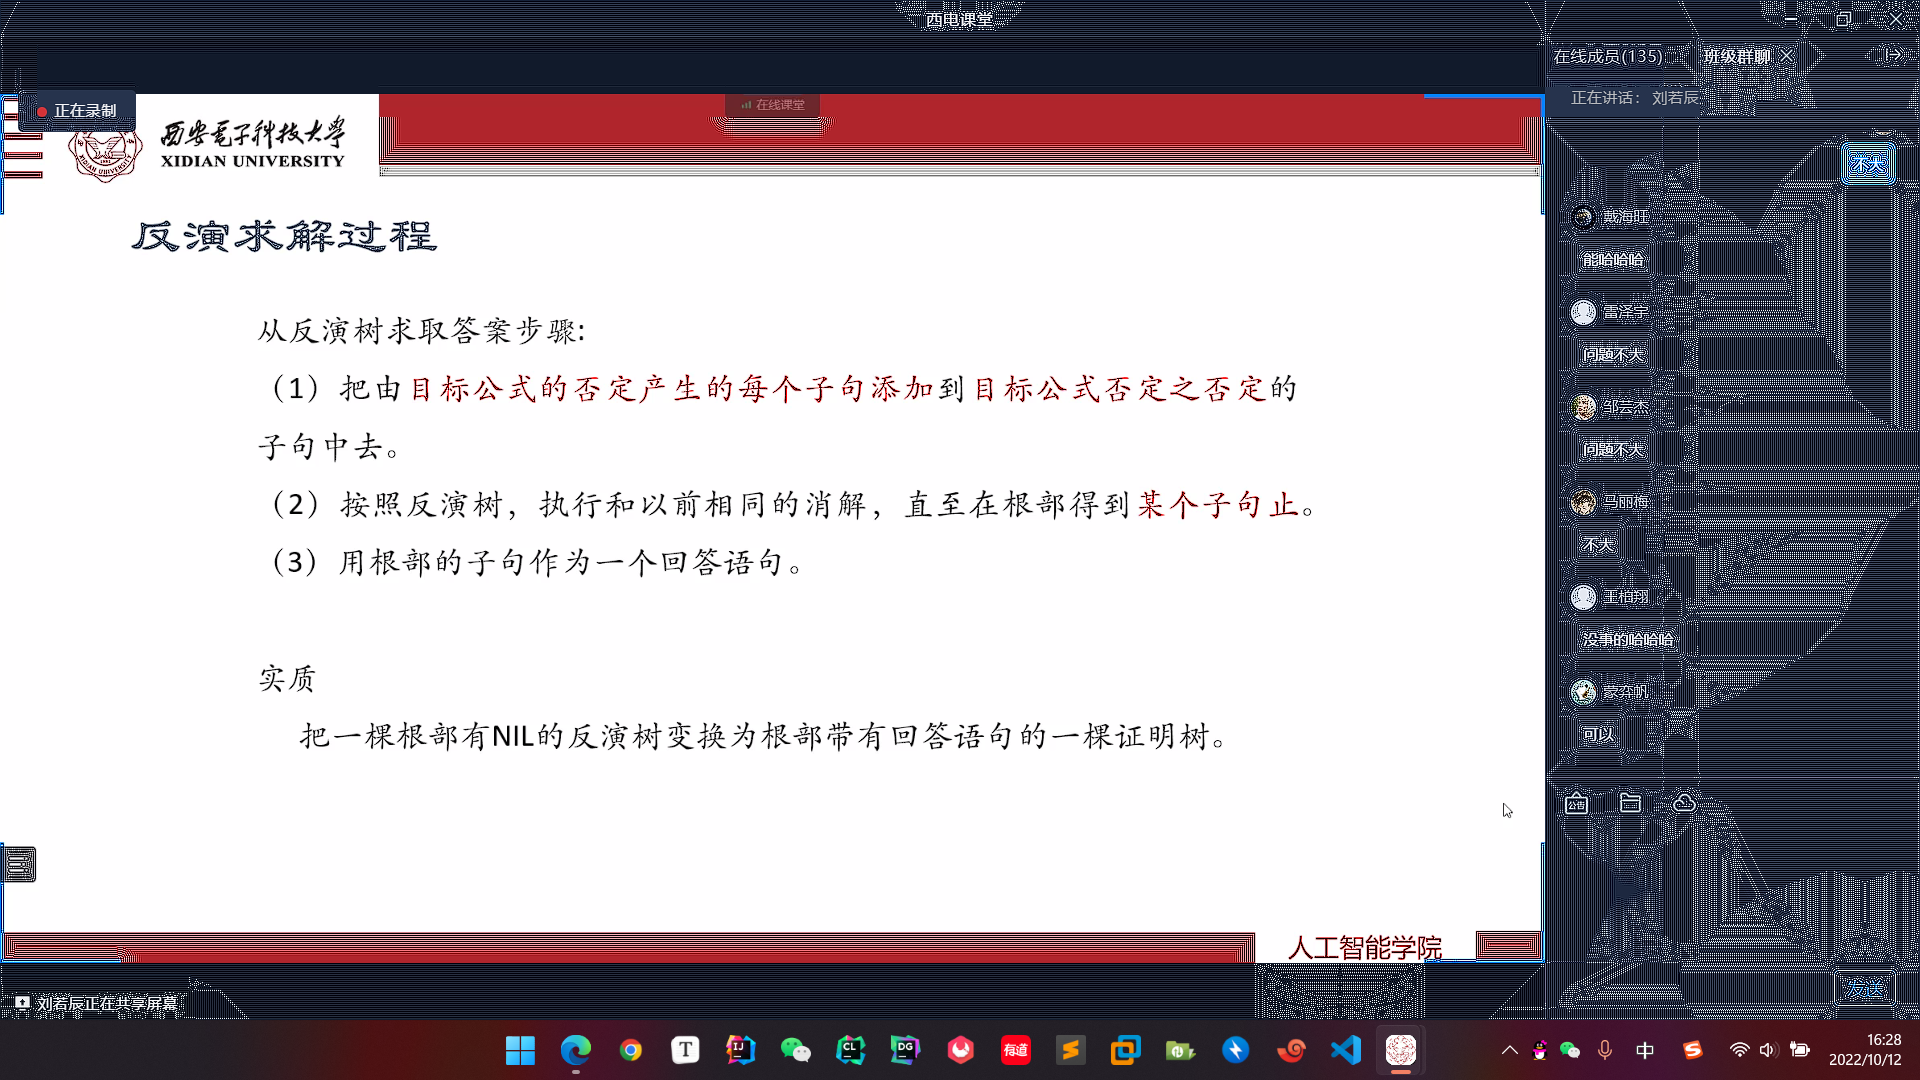 西电课堂
在线成员(135)
班级群聊
正在讲话： 刘若辰
正在录制
在线课堂
西安电子科技大学
XIDIAN UNIVERSITY
反演求解过程
从反演树求取答案步骤:
（1）把由目标公式的否定产生的每个子句添加到目标公式否定之否定的
子句中去。
（2）按照反演树，执行和以前相同的消解，直至在根部得到某个子句止。
（3）用根部的子句作为一个回答语句。
实质
把一棵根部有NIL的反演树变换为根部带有回答语句的一棵证明树。
人工智能学院
不大
戴海旺
能哈哈哈
雷泽宇
问题不大
邹芸杰
问题不大
马丽梅
不大
王柏翔
没事的哈哈哈
蒙弈帆
可以
公告
发送
刘若辰正在共享屏幕
T
IJ
CL
DG
有道
中
16:28
2022/10/12